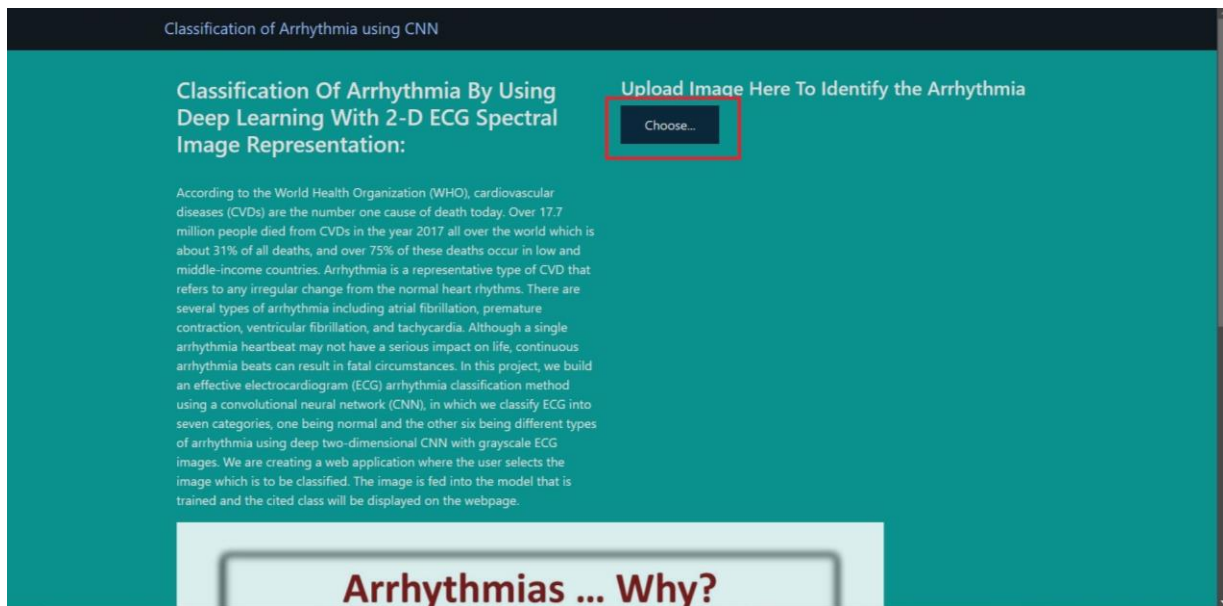 Classification of Arrhythmia using CNN
Classification Of Arrhythmia By Using
Deep Learning With 2-D ECG Spectral
Image Representation:
According to the World Health Organization (WHO), cardiovascular
diseases (CVDs) are the number one cause of death today. Over 17.7
million people died from CVDs in the year 2017 all over the world which is
about 31% of all deaths, and over 75% of these deaths occur in low and
middle-income countries. Arrhythmia is a representative type of CVD that
refers to any irregular change from the normal heart rhythms. There are
several types of arrhythmia including atrial fibrillation, premature
contraction, ventricular fibrillation, and tachycardia. Although a single
arrhythmia heartbeat may not have a serious impact on life, continuous
arrhythmia beats can result in fatal circumstances. In this project, we build
an effective electrocardiogram (ECG) arrhythmia classification method
using a convolutional neural network (CNN), in which we classify ECG into
seven categories, one being normal and the other six being different types
of arrhythmia using deep two-dimensional CNN with grayscale ECG
images. We are creating a web application where the user selects the
image which is to be classified. The image is fed into the model that is
trained and the cited class will be displayed on the webpage.
Upload Image Here To Identify the Arrhythmia
Choose...
Arrhythmias ... Why?